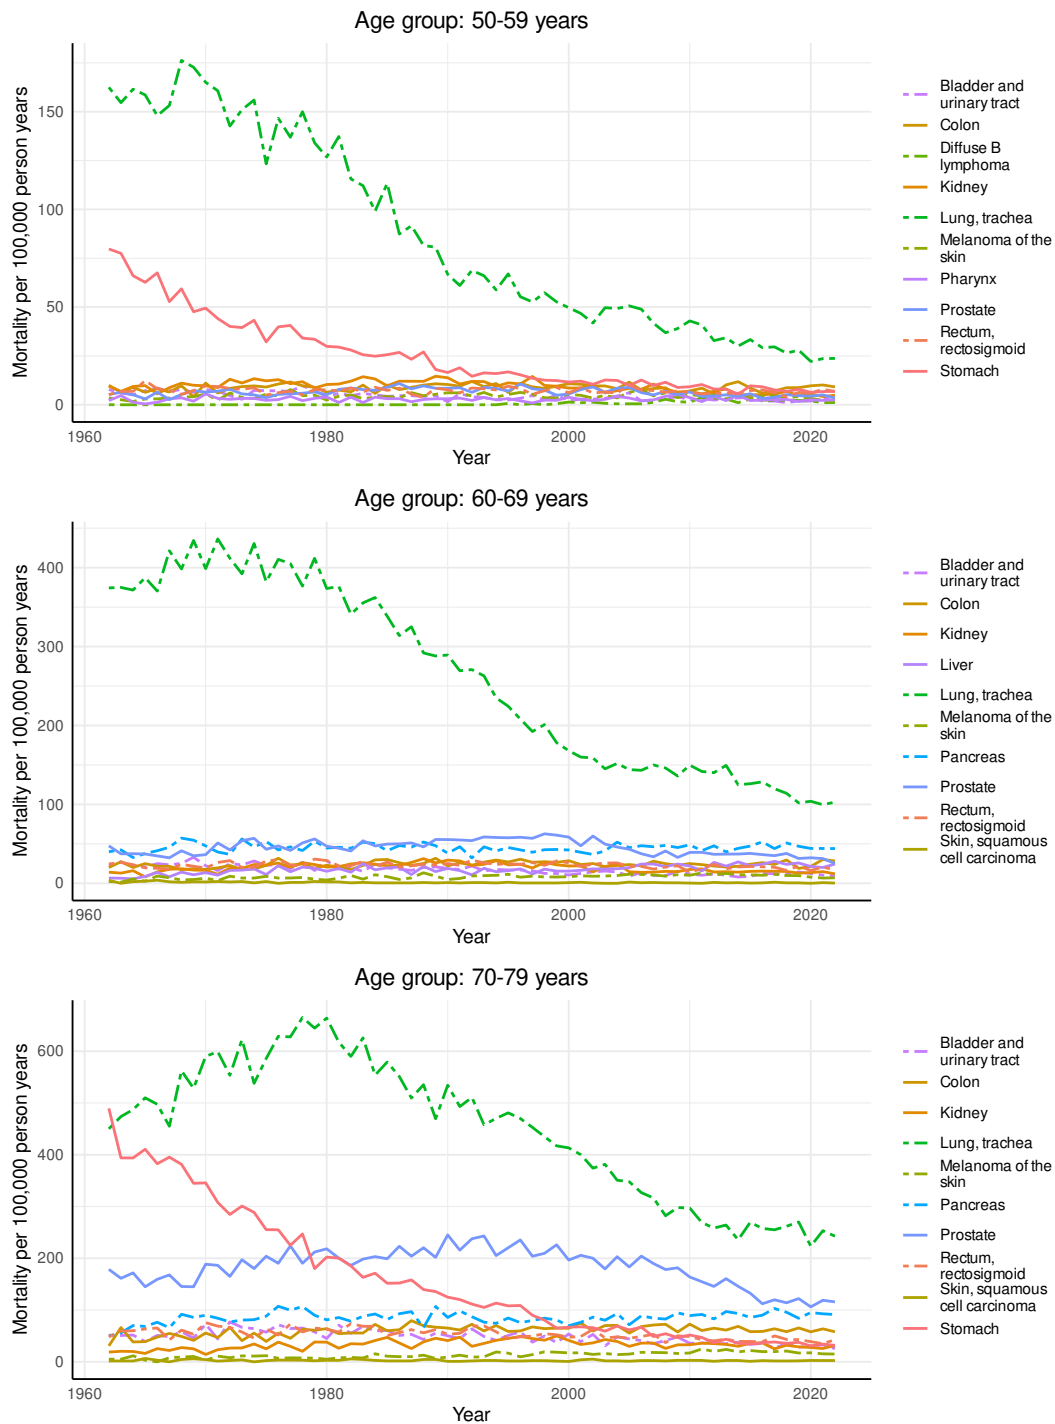 Age group: 50-59 years
Mortality per 100,000 person years
150
100
50
0
1960
1980
2000
2020
Year
Bladder and
urinary tract
Colon
Diffuse B
lymphoma
Kidney
Lung, trachea
Melanoma of the
skin
Pharynx
Prostate
Rectum,
rectosigmoid
Stomach
Age group: 60-69 years
Mortality per 100,000 person years
400
300
200
100
0
1960
1980
2000
2020
Year
Bladder and
urinary tract
Colon
Kidney
Liver
Lung, trachea
Melanoma of the
skin
Pancreas
Prostate
Rectum,
rectosigmoid
Skin, squamous
cell carcinoma
Age group: 70-79 years
Mortality per 100,000 person years
600
400
200
0
1960
1980
2000
2020
Year
Bladder and
urinary tract
Colon
Kidney
Lung, trachea
Melanoma of the
skin
Pancreas
Prostate
Rectum,
rectosigmoid
Skin, squamous
cell carcinoma
Stomach